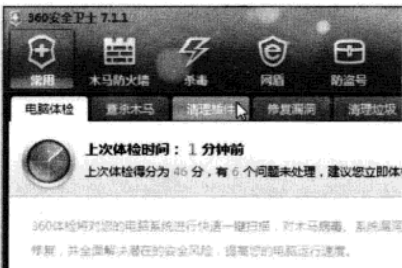 360安全卫士 7.1.1
常用 木马防火墙 杀毒 网盾 防盗号
电脑体检 查杀木马 清理插件 修复漏洞 清理垃圾
上次体检时间：1 分钟前
上次体检得分为 46 分，有 6 个问题未处理，建议您立即体
360体检将对您的电脑系统进行快速一键扫描，对木马病毒、系统漏洞
修复，并全面解决潜在的安全风险，提高您的电脑运行速度。